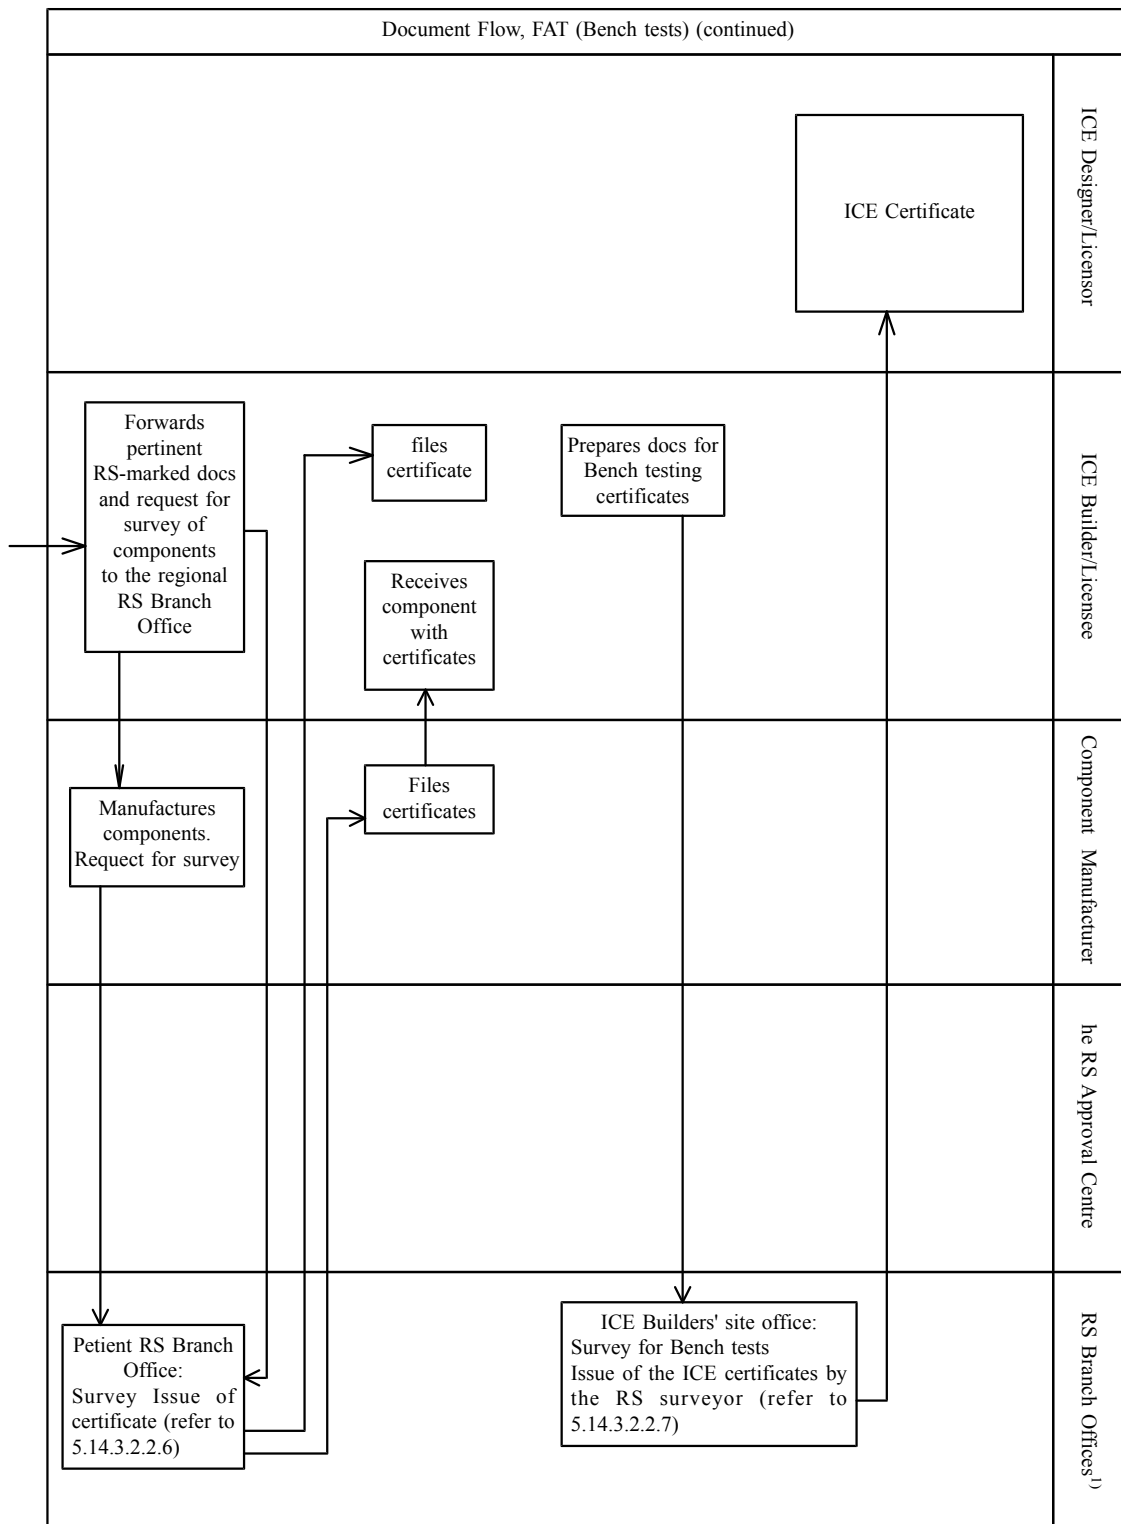 Document Flow, FAT (Bench tests) (continued)
ICE Certificate
ICE Designer/Licensor
Forwards
pertinent
RS-marked docs
and request for
survey of
components
to the regional
RS Branch
Office
files
certificate
Prepares docs for
Bench testing
certificates
Receives
component
with
certificates
ICE Builder/Licensee
Manufactures
components.
Request for survey
Files
certificates
Component Manufacturer
he RS Approval Centre
Petient RS Branch
Office:
Survey Issue of
certificate (refer to
5.14.3.2.2.6)
ICE Builders' site office:
Survey for Bench tests
Issue of the ICE certificates by
the RS surveyor (refer to
5.14.3.2.2.7)
RS Branch Offices¹⁾